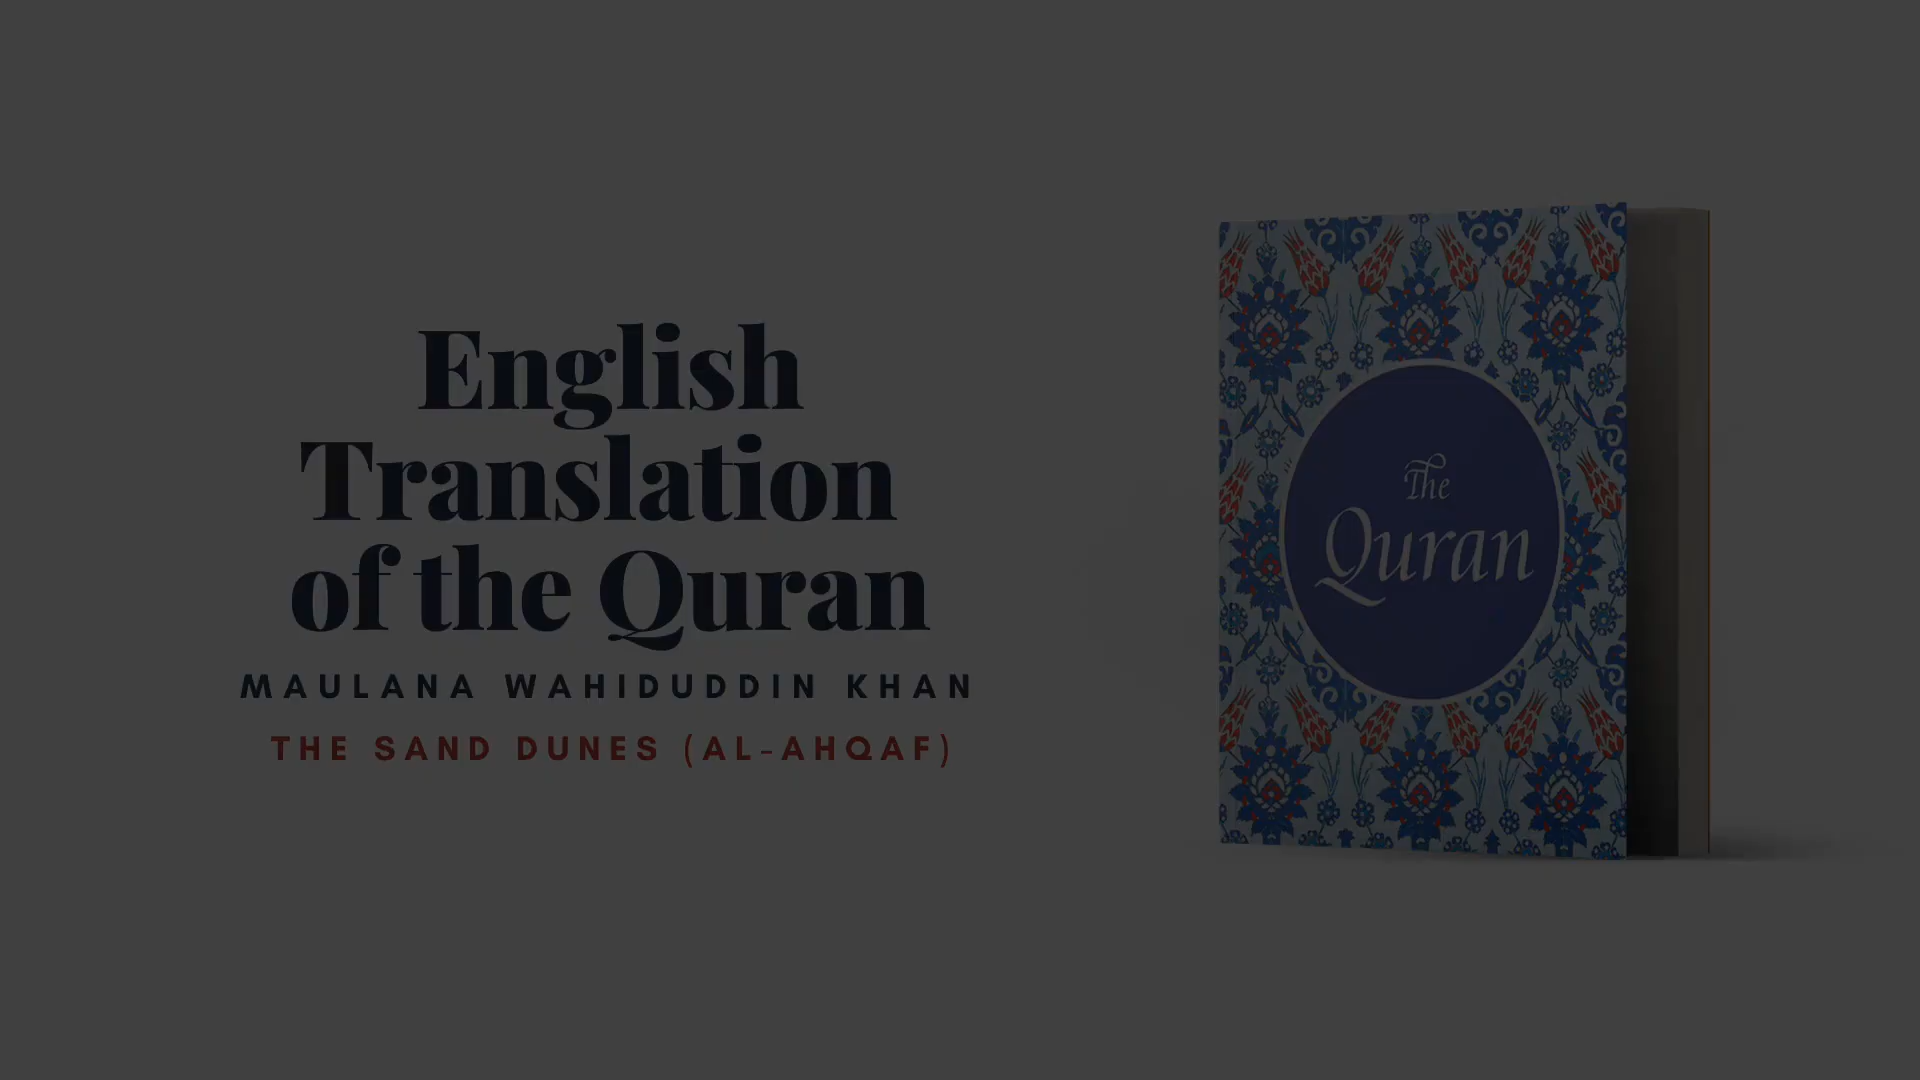 English
Translation
of the Quran
MAULANA WAHIDUDDIN KHAN
THE SAND DUNES (AL-AHQAF)
The
Quran